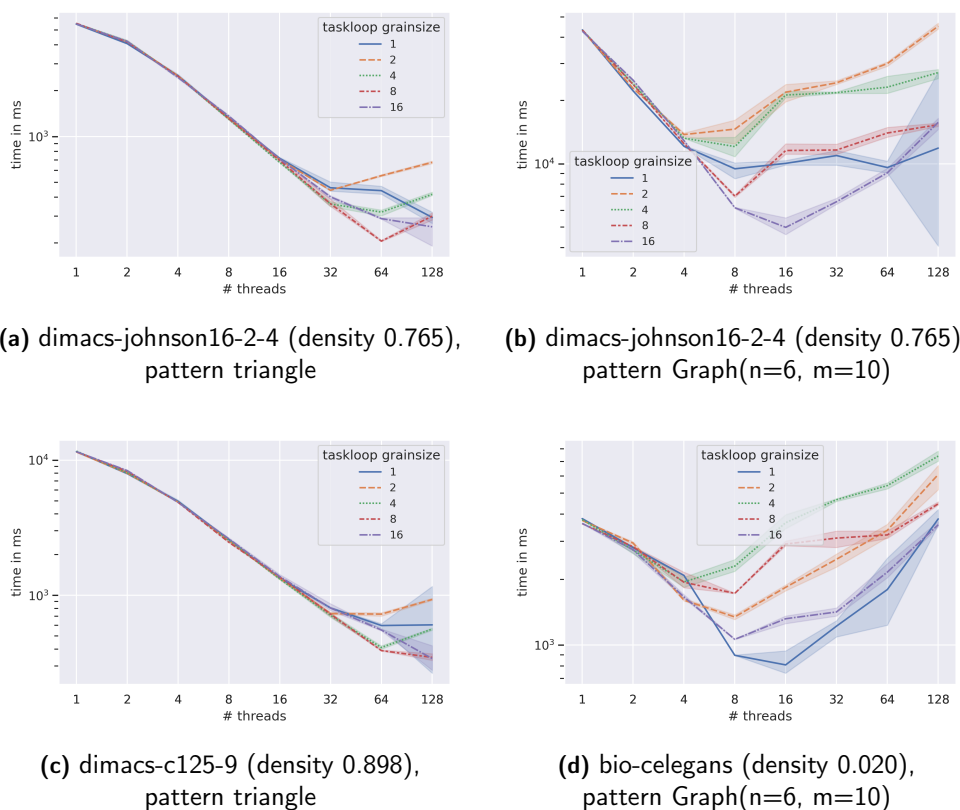 taskloop grainsize
1
2
4
8
16
time in ms
10³
1 2 4 8 16 32 64 128
# threads
(a) dimacs-johnson16-2-4 (density 0.765),
pattern triangle
taskloop grainsize
1
2
4
8
16
time in ms
10⁴
1 2 4 8 16 32 64 128
# threads
(b) dimacs-johnson16-2-4 (density 0.765)
pattern Graph(n=6, m=10)
taskloop grainsize
1
2
4
8
16
time in ms
10⁴
10³
1 2 4 8 16 32 64 128
# threads
(c) dimacs-c125-9 (density 0.898),
pattern triangle
taskloop grainsize
1
2
4
8
16
time in ms
10³
1 2 4 8 16 32 64 128
# threads
(d) bio-celegans (density 0.020),
pattern Graph(n=6, m=10)